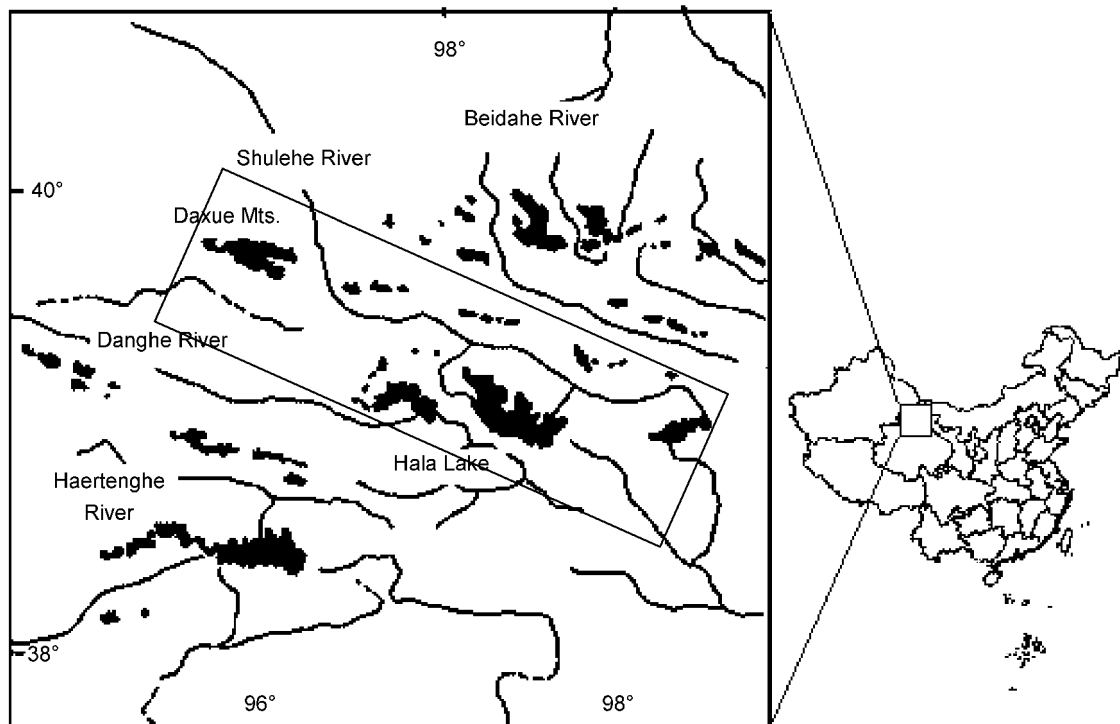 98°
Beidahe River
Shulehe River
40°
Daxue Mts.
Danghe River
Hala Lake
Haertenghe
River
38°
96°
98°